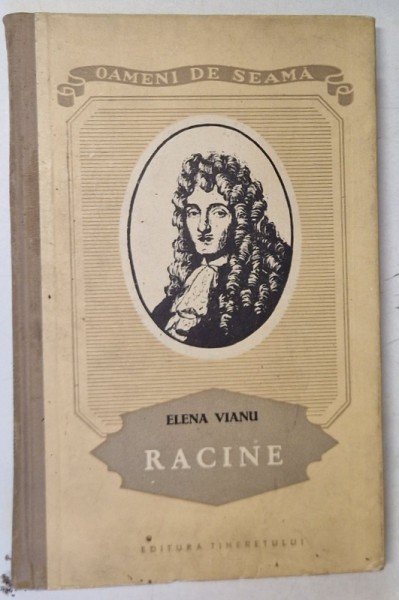 OAMENI DE SEAMĂ
ELENA VIANU
RACINE
EDITURA TINERETULUI